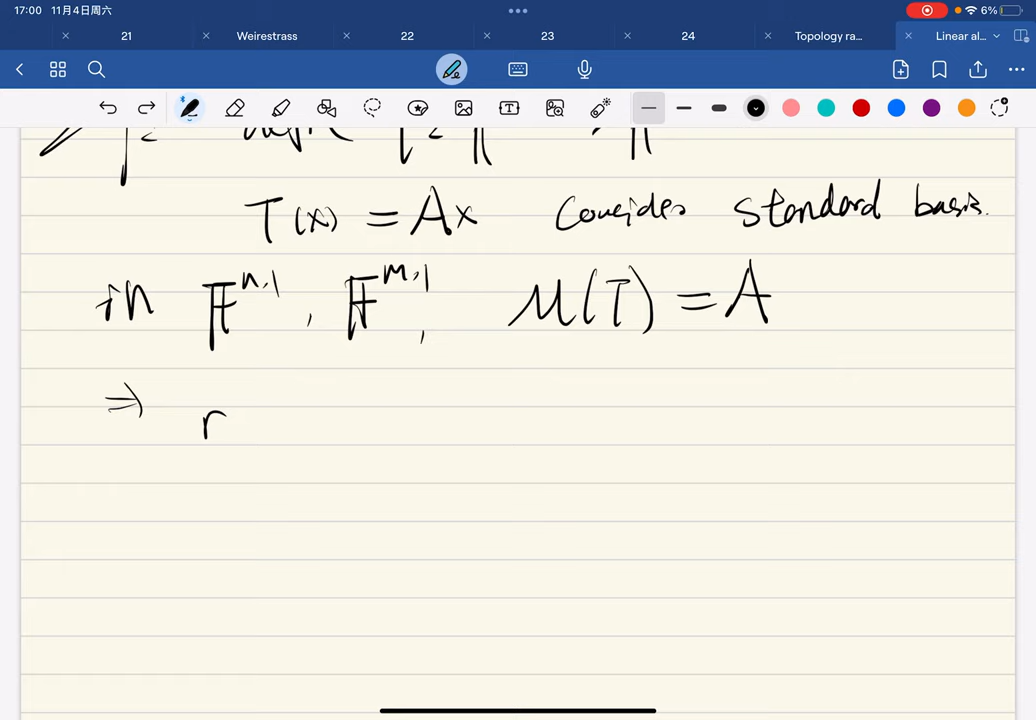 17:00 11月4日周六 6%
21 Weirestrass 22 23 24 Topology ra... Linear al...
T(x) = Ax Concides standard basis.
in 𝔽^{n,1}, 𝔽^{m,1}, M(T) = A
⇒ r